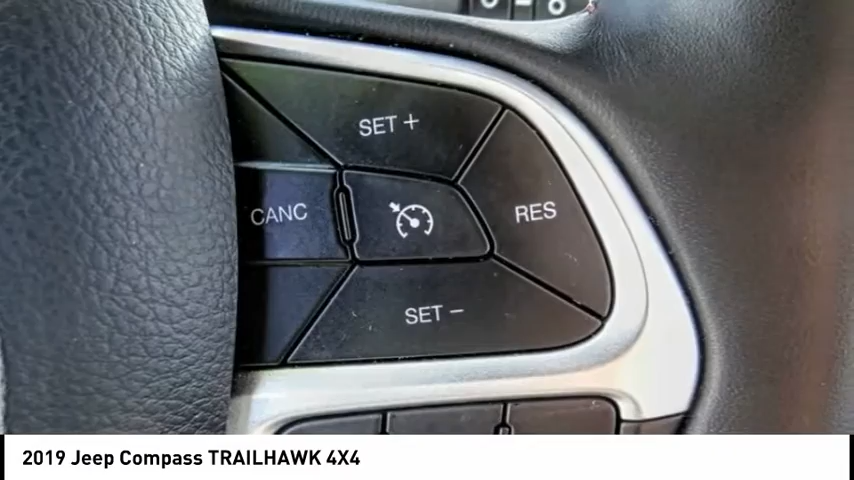 SET +
CANC
RES
SET −
2019 Jeep Compass TRAILHAWK 4X4